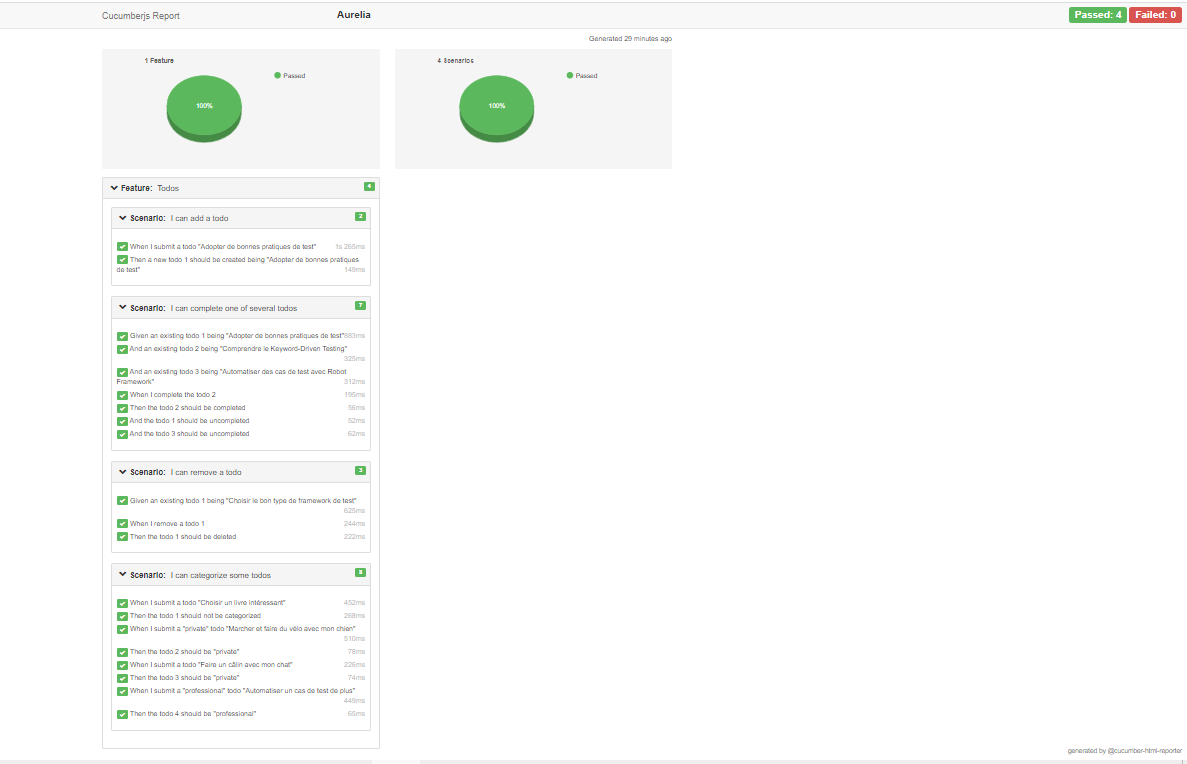 Cucumberjs Report
Aurelia
Passed: 4 Failed: 0
Generated 29 minutes ago
1 Feature
Passed
100%
4 Scenarios
Passed
100%
Feature: Todos 4
Scenario: I can add a todo 2
When I submit a todo "Adopter de bonnes pratiques de test" 1s 265ms
Then a new todo 1 should be created being "Adopter de bonnes pratiques
de test" 149ms
Scenario: I can complete one of several todos 7
Given an existing todo 1 being "Adopter de bonnes pratiques de test" 883ms
And an existing todo 2 being "Comprendre le Keyword-Driven Testing"
325ms
And an existing todo 3 being "Automatiser des cas de test avec Robot
Framework" 312ms
When I complete the todo 2 195ms
Then the todo 2 should be completed 56ms
And the todo 1 should be uncompleted 52ms
And the todo 3 should be uncompleted 62ms
Scenario: I can remove a todo 3
Given an existing todo 1 being "Choisir le bon type de framework de test"
625ms
When I remove a todo 1 244ms
Then the todo 1 should be deleted 222ms
Scenario: I can categorize some todos 8
When I submit a todo "Choisir un livre intéressant" 452ms
Then the todo 1 should not be categorized 268ms
When I submit a "private" todo "Marcher et faire du vélo avec mon chien"
510ms
Then the todo 2 should be "private" 78ms
When I submit a todo "Faire un câlin avec mon chat" 226ms
Then the todo 3 should be "private" 74ms
When I submit a "professional" todo "Automatiser un cas de test de plus"
449ms
Then the todo 4 should be "professional" 65ms
generated by @cucumber-html-reporter